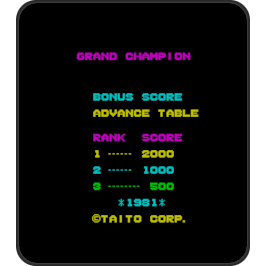 GRAND CHAMPION
BONUS SCORE
ADVANCE TABLE
RANK SCORE
1 ------ 2000
2 ------ 1000
3 -------- 500
*1981*
©TAITO CORP.